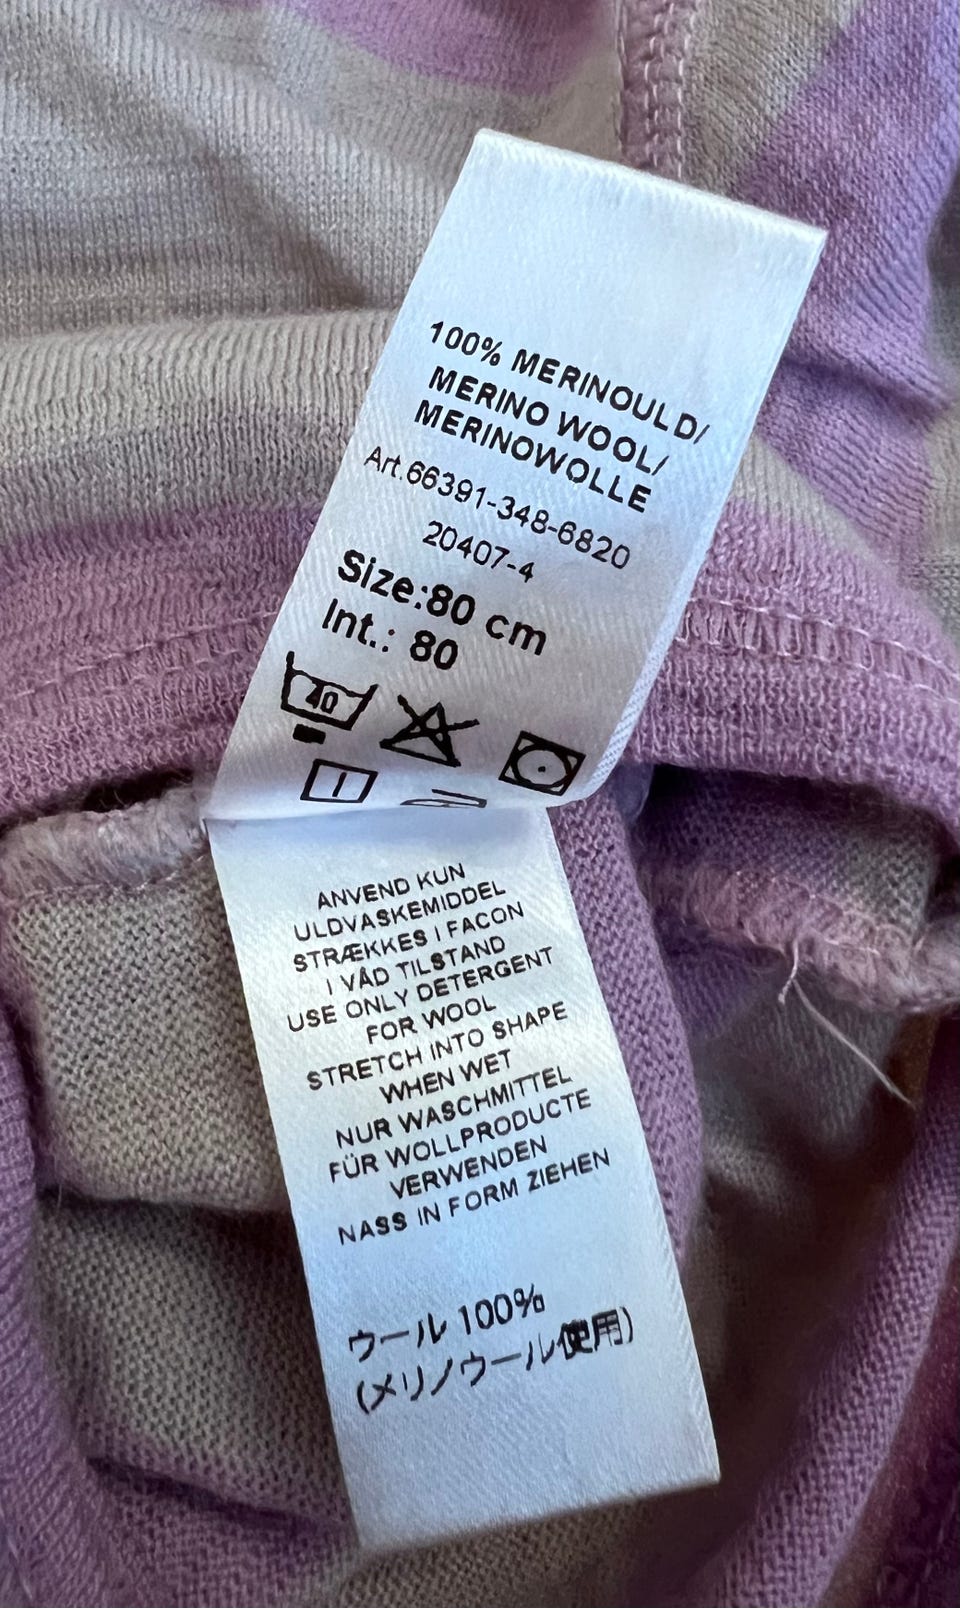 100% MERINOULD/
MERINO WOOL/
MERINOWOLLE
Art.66391-348-6820
20407-4
Size:80 cm
Int.: 80
40
ANVEND KUN
ULDVASKEMIDDEL
STRÆKKES I FACON
I VÅD TILSTAND
USE ONLY DETERGENT
FOR WOOL
STRETCH INTO SHAPE
WHEN WET
NUR WASCHMITTEL
FÜR WOLLPRODUCTE
VERWENDEN
NASS IN FORM ZIEHEN
ウール 100%
(メリノウール使用)